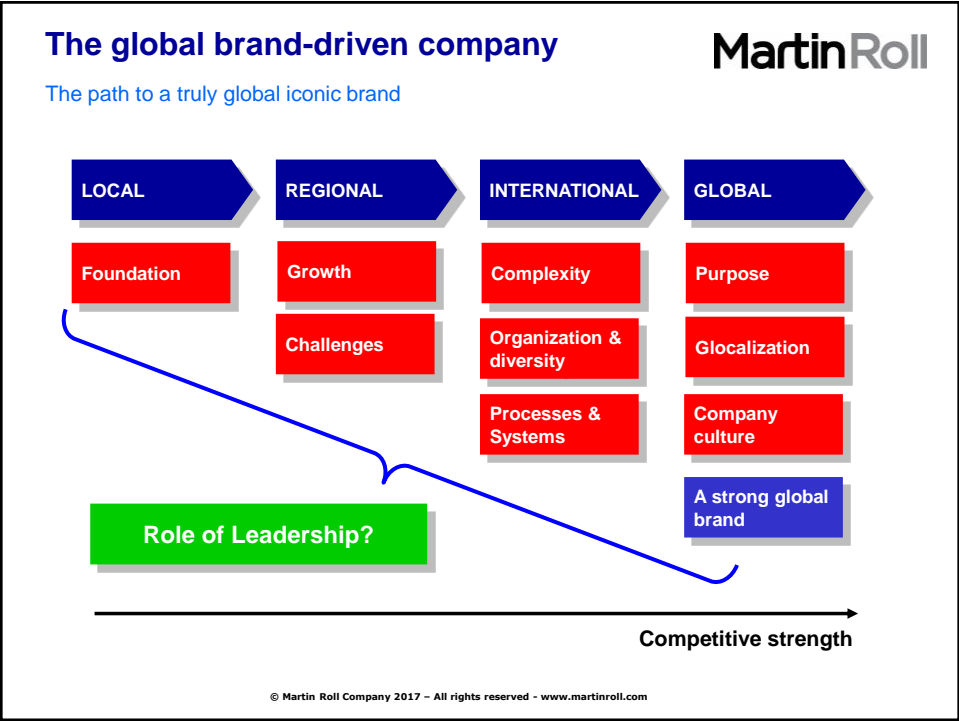 The global brand-driven company
MartinRoll
The path to a truly global iconic brand
LOCAL
REGIONAL
INTERNATIONAL
GLOBAL
Foundation
Growth
Complexity
Purpose
Challenges
Organization &
diversity
Glocalization
Processes &
Systems
Company
culture
A strong global
brand
Role of Leadership?
Competitive strength
© Martin Roll Company 2017 – All rights reserved - www.martinroll.com